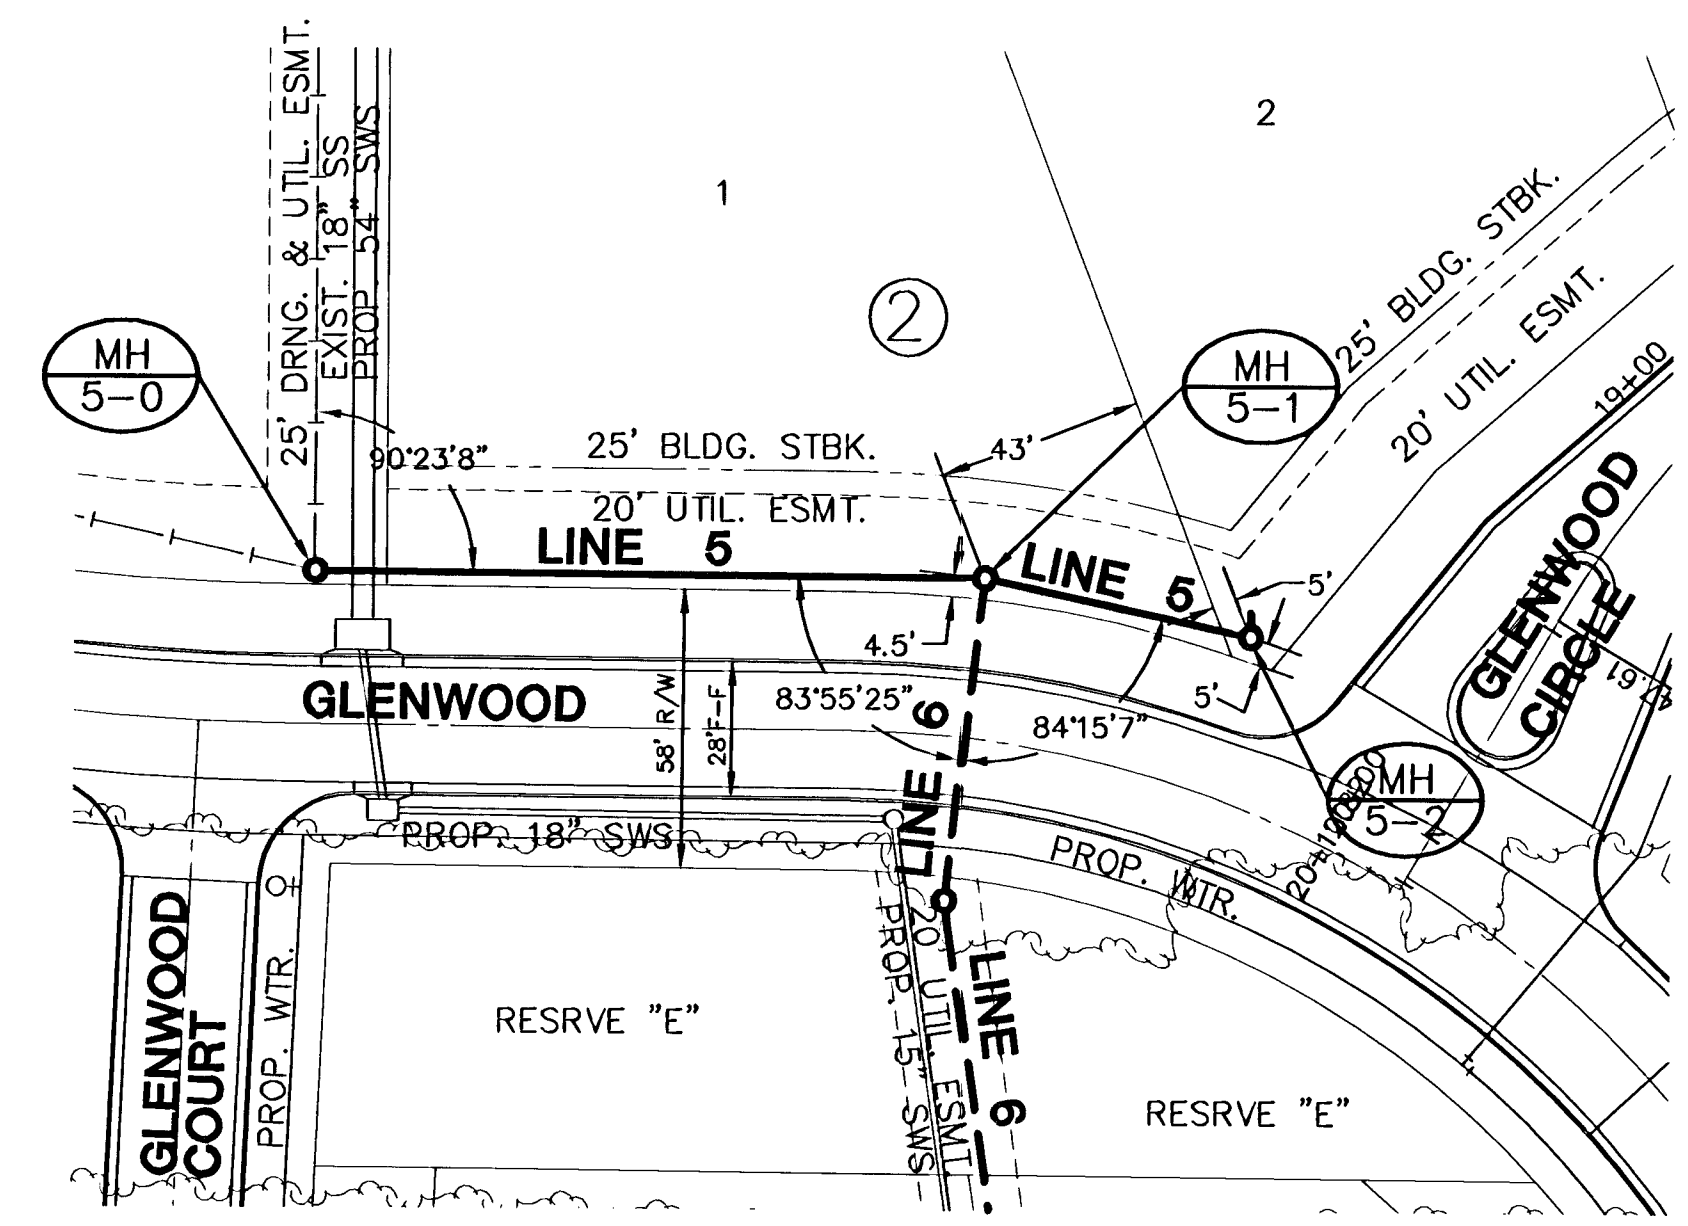 25' DRNG. & UTIL. ESMT.
EXIST. 18" SS
PROP. 54" SWS
1
2
2
25' BLDG. STBK.
20' UTIL. ESMT.
19+00
MH
5-0
MH
5-1
90°23'8"
25' BLDG. STBK.
43'
20' UTIL. ESMT.
LINE 5
LINE 5
5'
4.5'
5'
GLENWOOD
CIRCLE
47.61
GLENWOOD
58' R/W
28'F-F
83°55'25"
84°15'7"
LINE 6
MH
5-2
PROP. 18" SWS
PROP. WTR.
GLENWOOD
COURT
PROP. WTR.
RESRVE "E"
PROP. 15" SWS
20' UTIL. ESMT.
LINE 6
RESRVE "E"